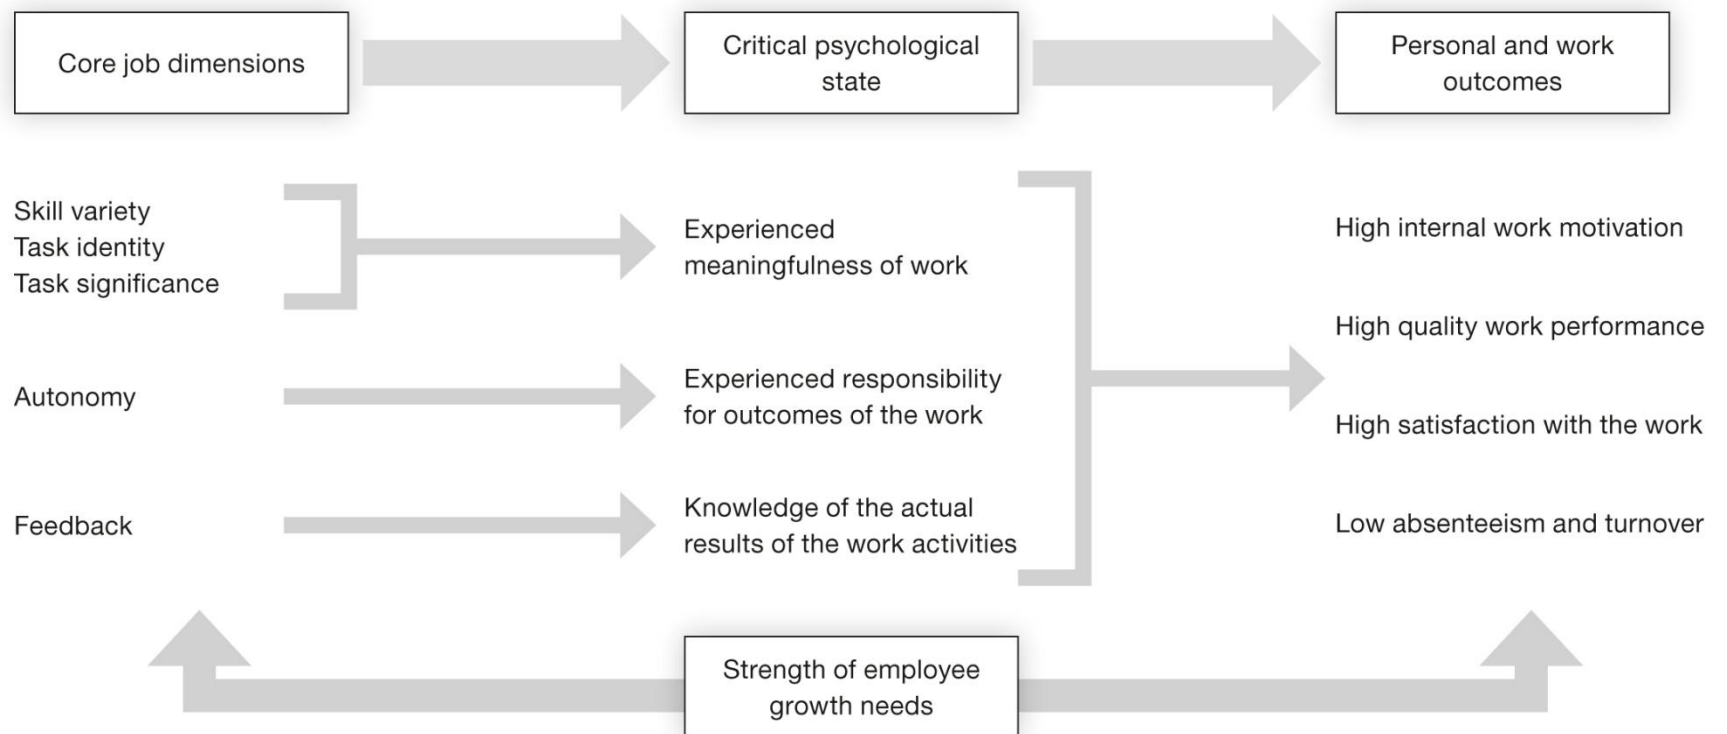 Core job dimensions
Critical psychological
state
Personal and work
outcomes
Skill variety
Task identity
Task significance
Experienced
meaningfulness of work
High internal work motivation
High quality work performance
Autonomy
Experienced responsibility
for outcomes of the work
High satisfaction with the work
Feedback
Knowledge of the actual
results of the work activities
Low absenteeism and turnover
Strength of employee
growth needs